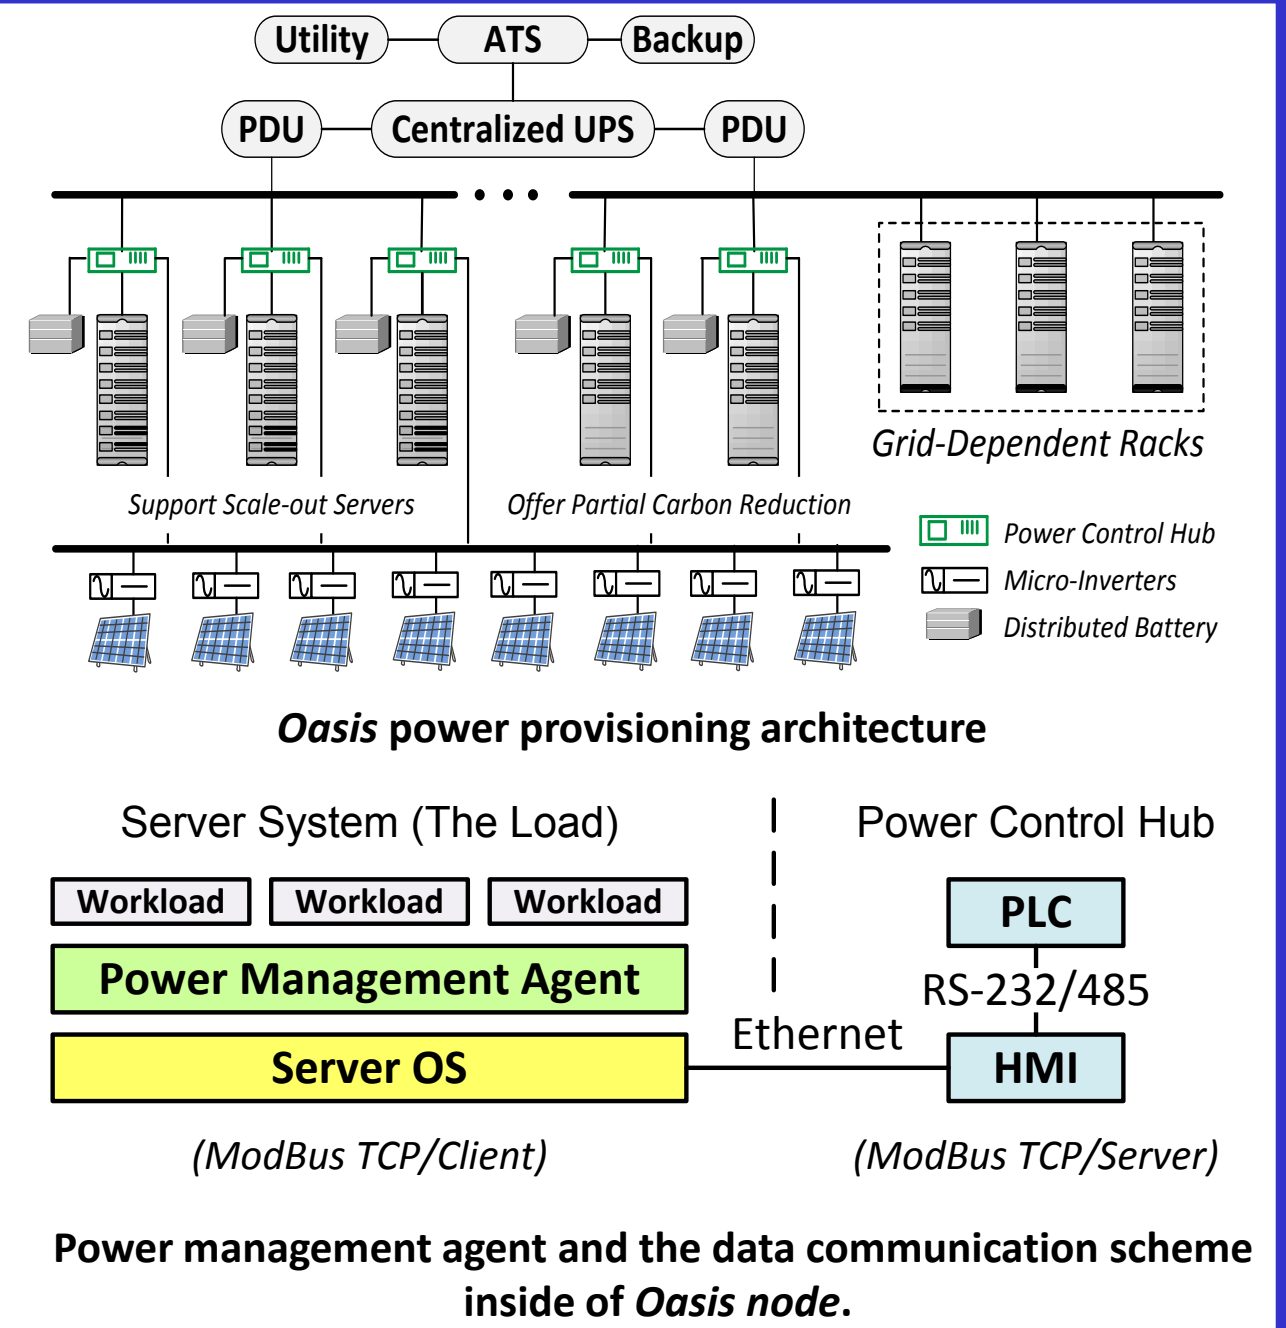 Utility ATS Backup
PDU Centralized UPS PDU
Grid-Dependent Racks
Support Scale-out Servers Offer Partial Carbon Reduction
Power Control Hub
Micro-Inverters
Distributed Battery
Oasis power provisioning architecture
Server System (The Load) Power Control Hub
Workload Workload Workload PLC
Power Management Agent RS-232/485
Ethernet
Server OS HMI
(ModBus TCP/Client) (ModBus TCP/Server)
Power management agent and the data communication scheme
inside of Oasis node.